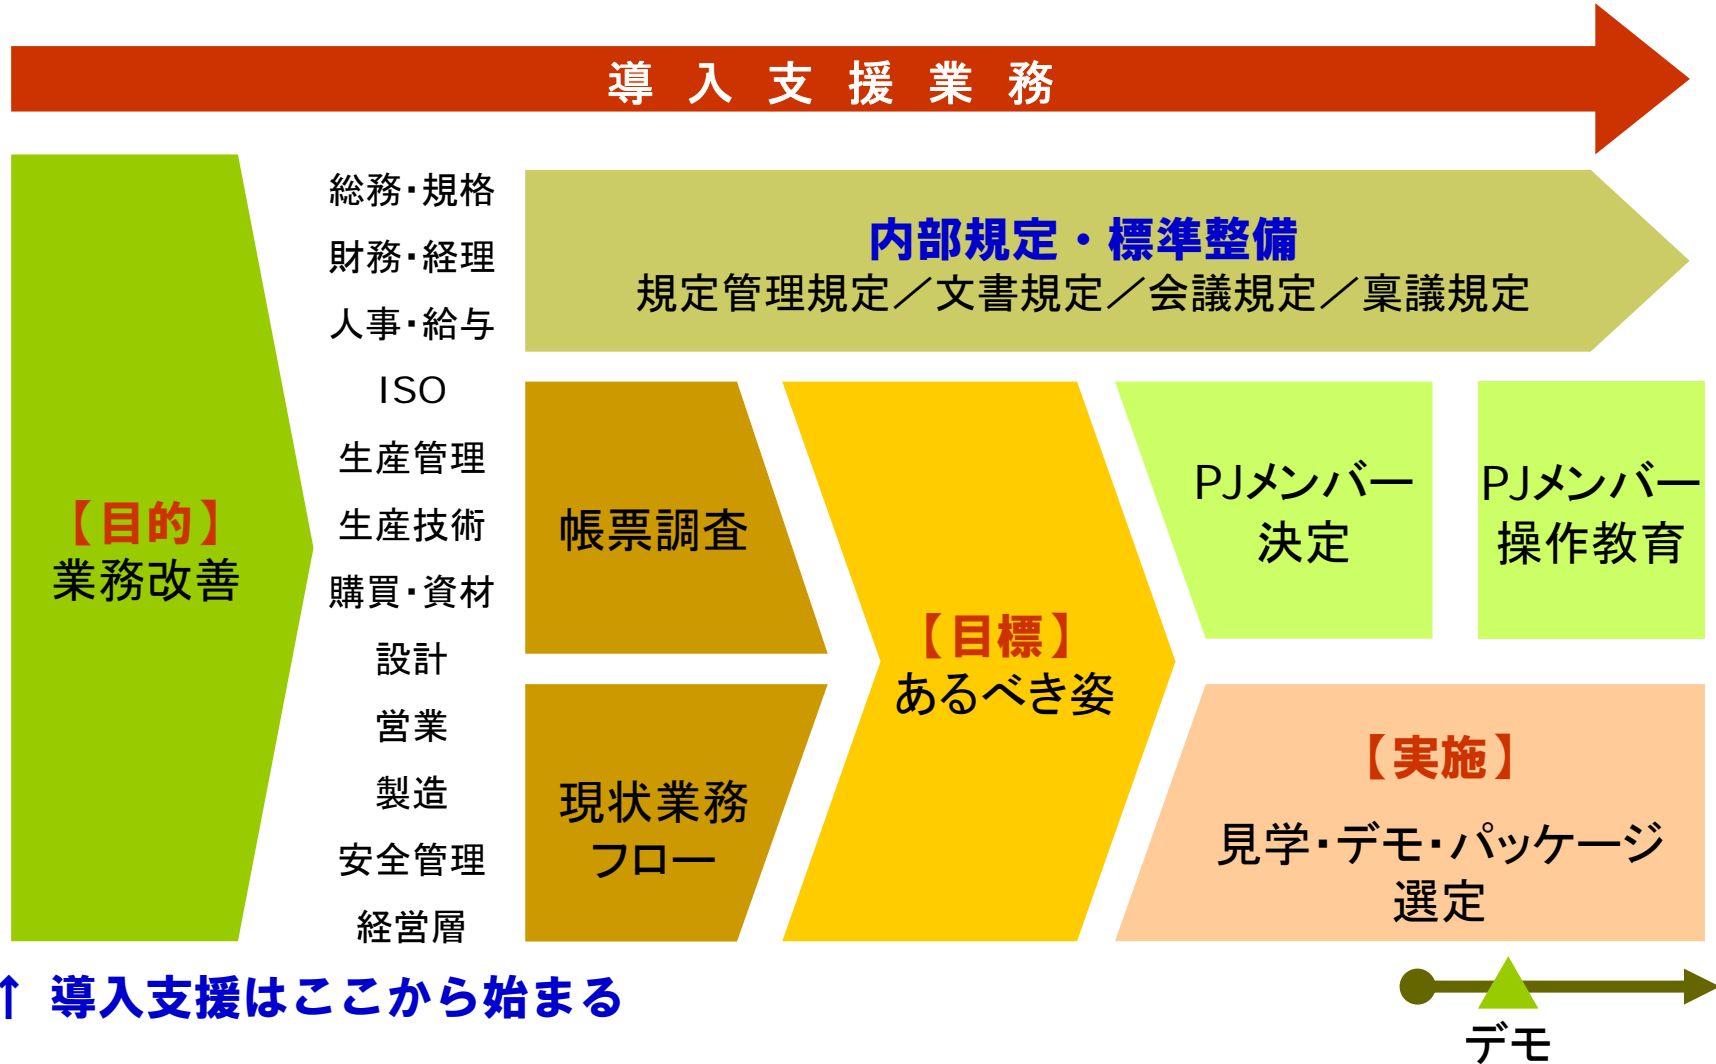 導入支援業務
総務・規格
財務・経理
人事・給与
ISO
生産管理
生産技術
購買・資材
設計
営業
製造
安全管理
経営層
内部規定・標準整備
規定管理規定／文書規定／会議規定／稟議規定
【目的】
業務改善
帳票調査
現状業務
フロー
【目標】
あるべき姿
PJメンバー
決定
PJメンバー
操作教育
【実施】
見学・デモ・パッケージ
選定
↑ 導入支援はここから始まる
デモ